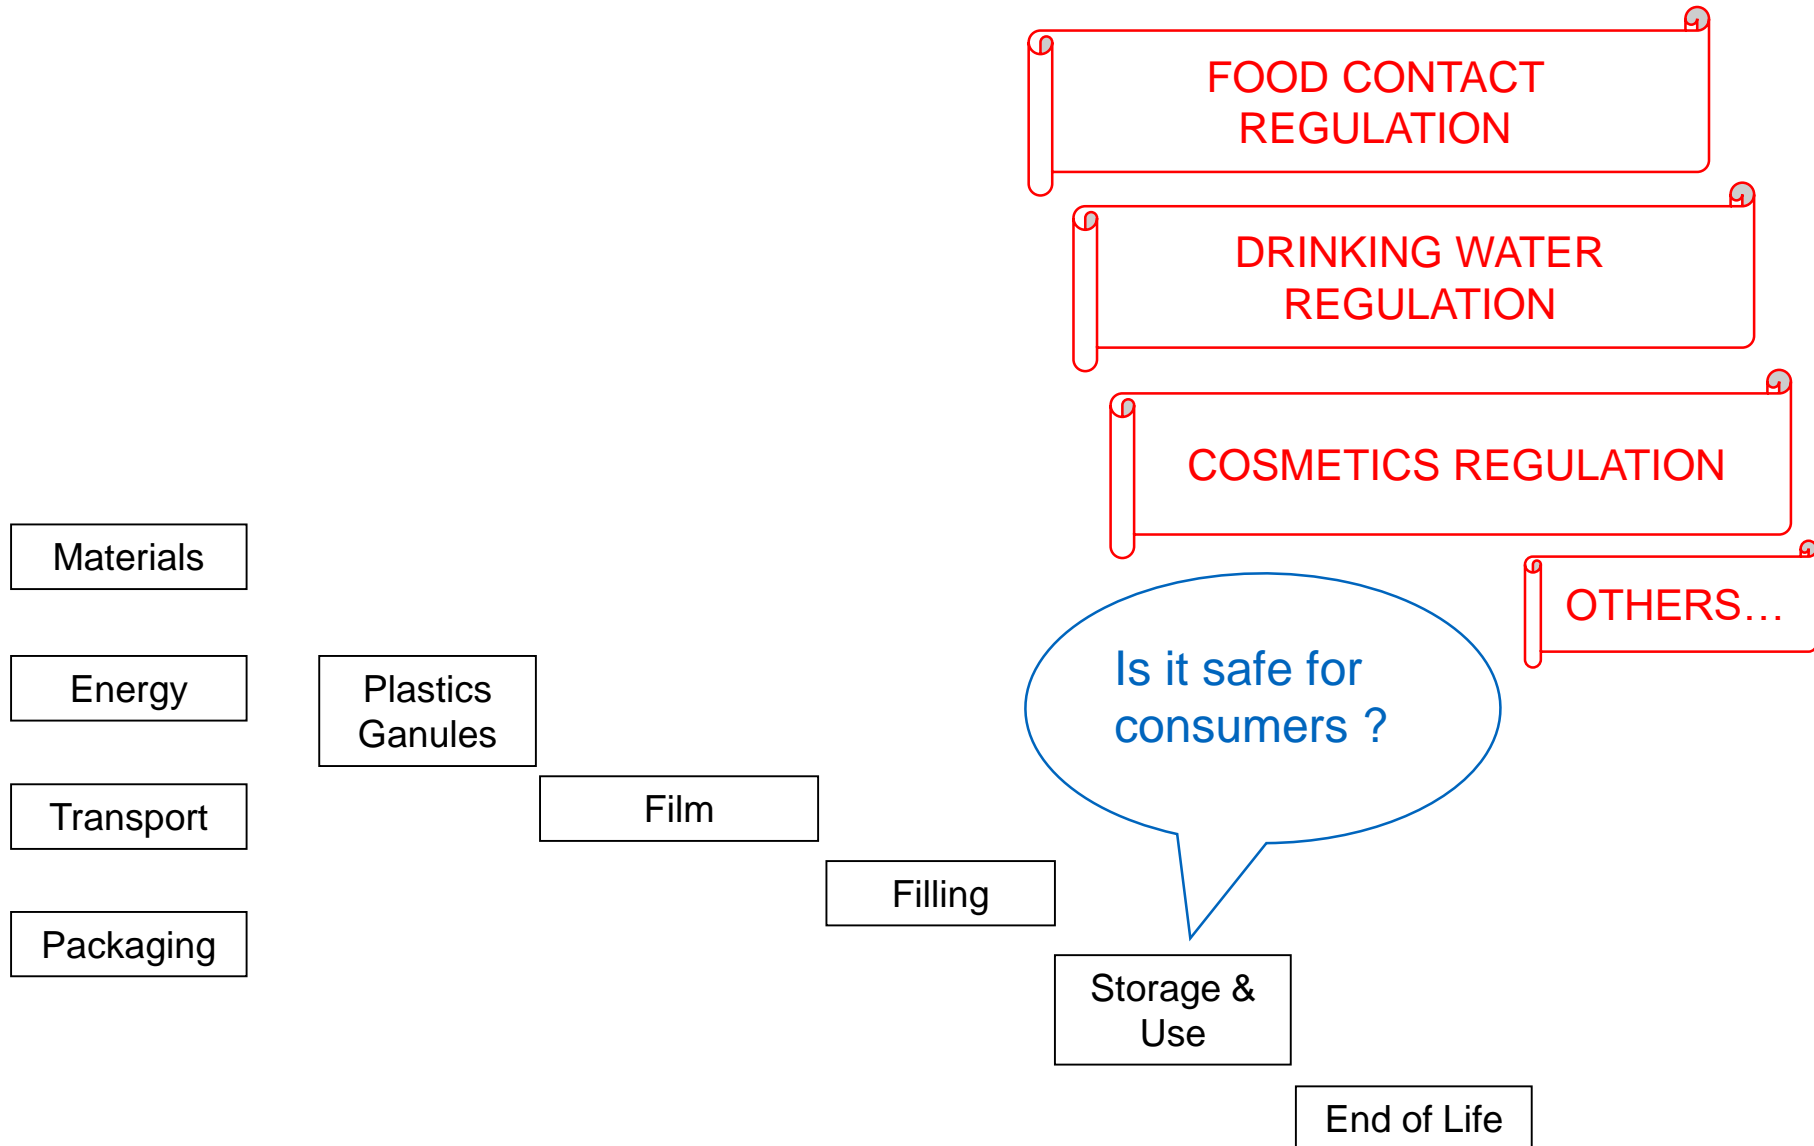 FOOD CONTACT
REGULATION
DRINKING WATER
REGULATION
COSMETICS REGULATION
OTHERS…
Is it safe for
consumers ?
Materials
Energy
Transport
Packaging
Plastics
Ganules
Film
Filling
Storage &
Use
End of Life